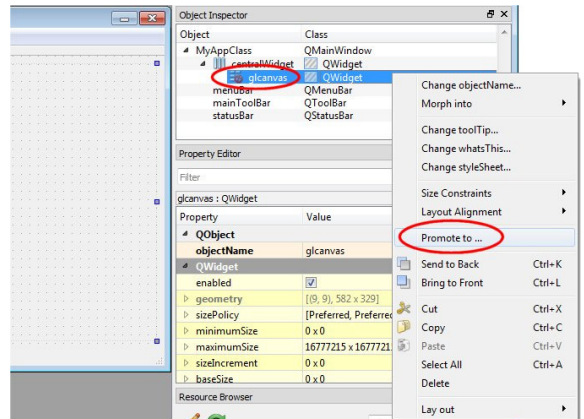 Object Inspector
Object Class
MyAppClass QMainWindow
centralWidget QWidget
glcanvas QWidget
menuBar QMenuBar
mainToolBar QToolBar
statusBar QStatusBar
Property Editor
Filter
glcanvas : QWidget
Property Value
QObject
objectName glcanvas
QWidget
enabled
geometry [(9, 9), 582 x 329]
sizePolicy [Preferred, Preferred
minimumSize 0 x 0
maximumSize 16777215 x 1677721
sizeIncrement 0 x 0
baseSize 0 x 0
Resource Browser
Change objectName...
Morph into
Change toolTip...
Change whatsThis...
Change styleSheet...
Size Constraints
Layout Alignment
Promote to ...
Send to Back Ctrl+K
Bring to Front Ctrl+L
Cut Ctrl+X
Copy Ctrl+C
Paste Ctrl+V
Select All Ctrl+A
Delete
Lay out